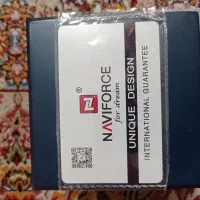 NAVIFORCE
for dream
UNIQUE DESIGN
INTERNATIONAL GUARANTEE